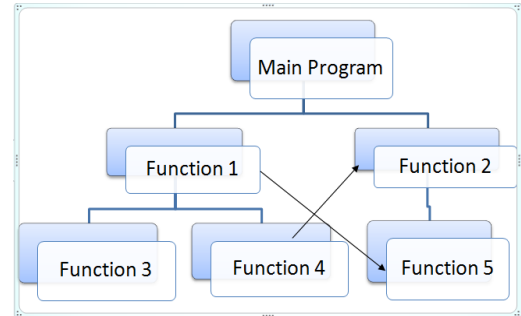 Main Program
Function 1
Function 2
Function 3
Function 4
Function 5